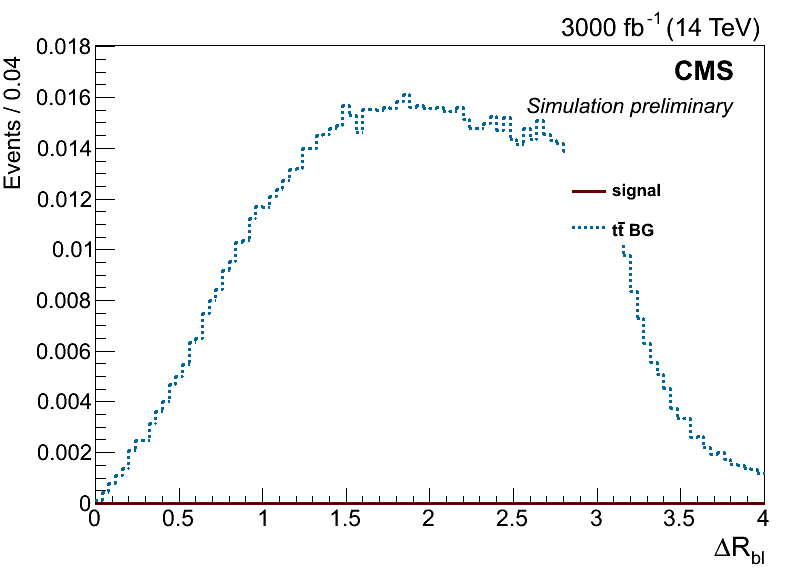 3000 fb-1 (14 TeV)
CMS
Simulation preliminary
Events / 0.04
0.018
0.016
0.014
0.012
0.01
0.008
0.006
0.004
0.002
0
signal
tt̄ BG
0 0.5 1 1.5 2 2.5 3 3.5 4
ΔRbl